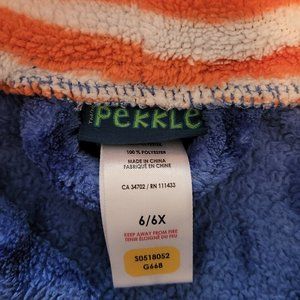 pekkle
100 % POLYESTER
MADE IN CHINA
FABRIQUÉ EN CHINE
CA 34702 / RN 111433
6/6X
KEEP AWAY FROM FIRE
TENIR ÉLOIGNÉ DU FEU
S0518052
G66B